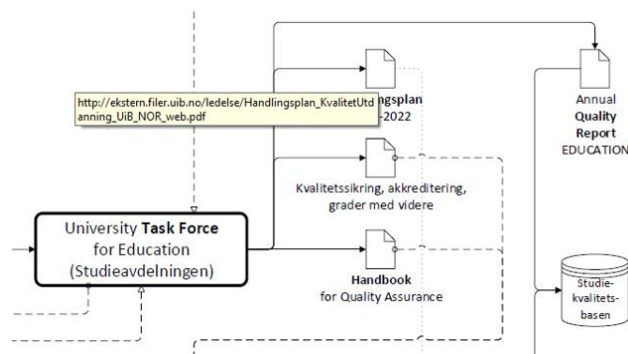 http://ekstern.filer.uib.no/ledelse/Handlingsplan_KvalitetUtd
anning_UiB_NOR_web.pdf
ngsplan
-2022
Annual
Quality
Report
EDUCATION
Kvalitetssikring, akkreditering,
grader med videre
University Task Force
for Education
(Studieavdelningen)
Handbook
for Quality Assurance
Studie-
kvalitets-
basen